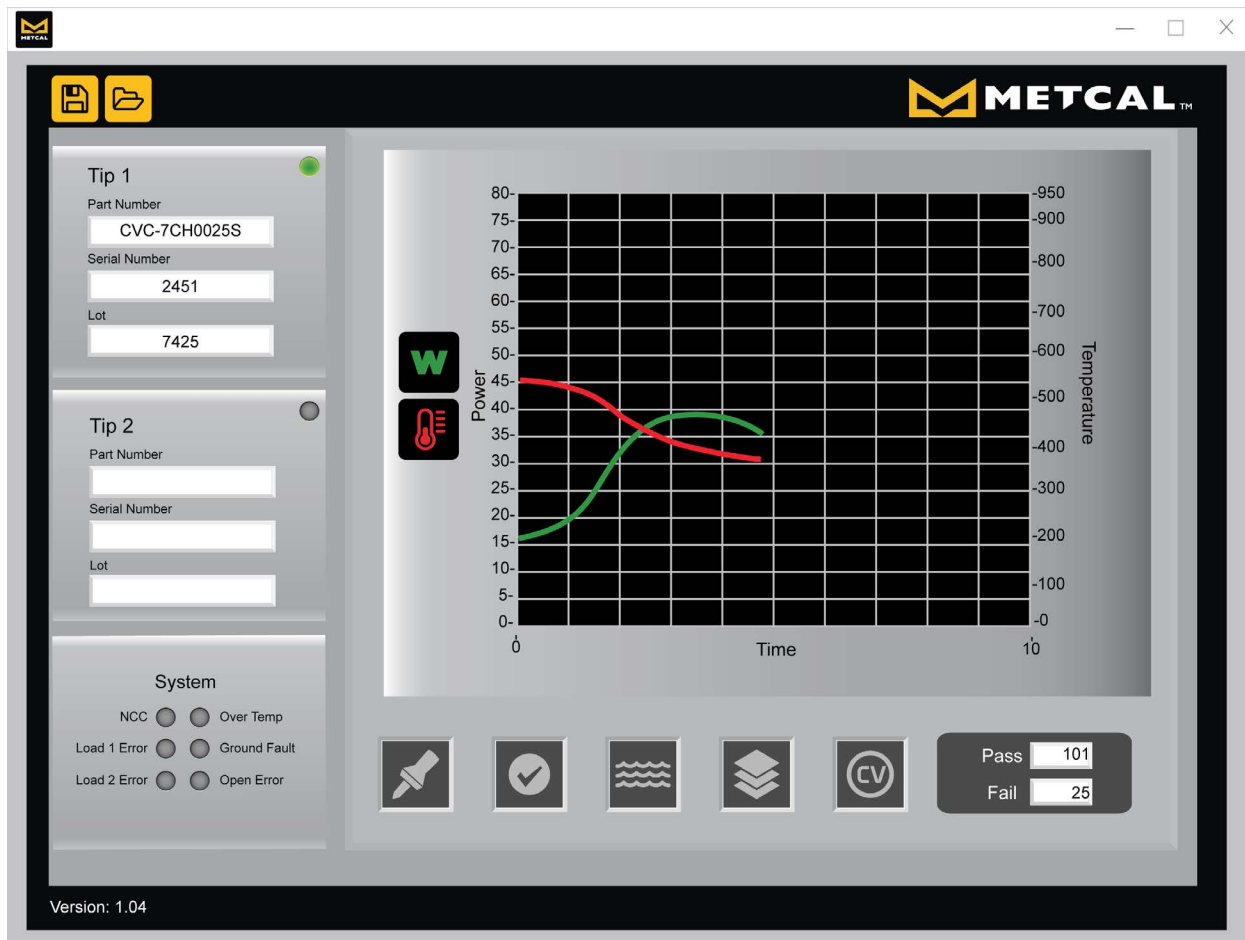 METCAL
METCAL™
Tip 1
Part Number
CVC-7CH0025S
Serial Number
2451
Lot
7425
Tip 2
Part Number
Serial Number
Lot
System
NCC Over Temp
Load 1 Error Ground Fault
Load 2 Error Open Error
W
Power
80-
75-
70-
65-
60-
55-
50-
45-
40-
35-
30-
25-
20-
15-
10-
5-
0-
-950
-900
-800
-700
-600
-500
-400
-300
-200
-100
-0
Temperature
0 Time 10
CV
Pass 101
Fail 25
Version: 1.04